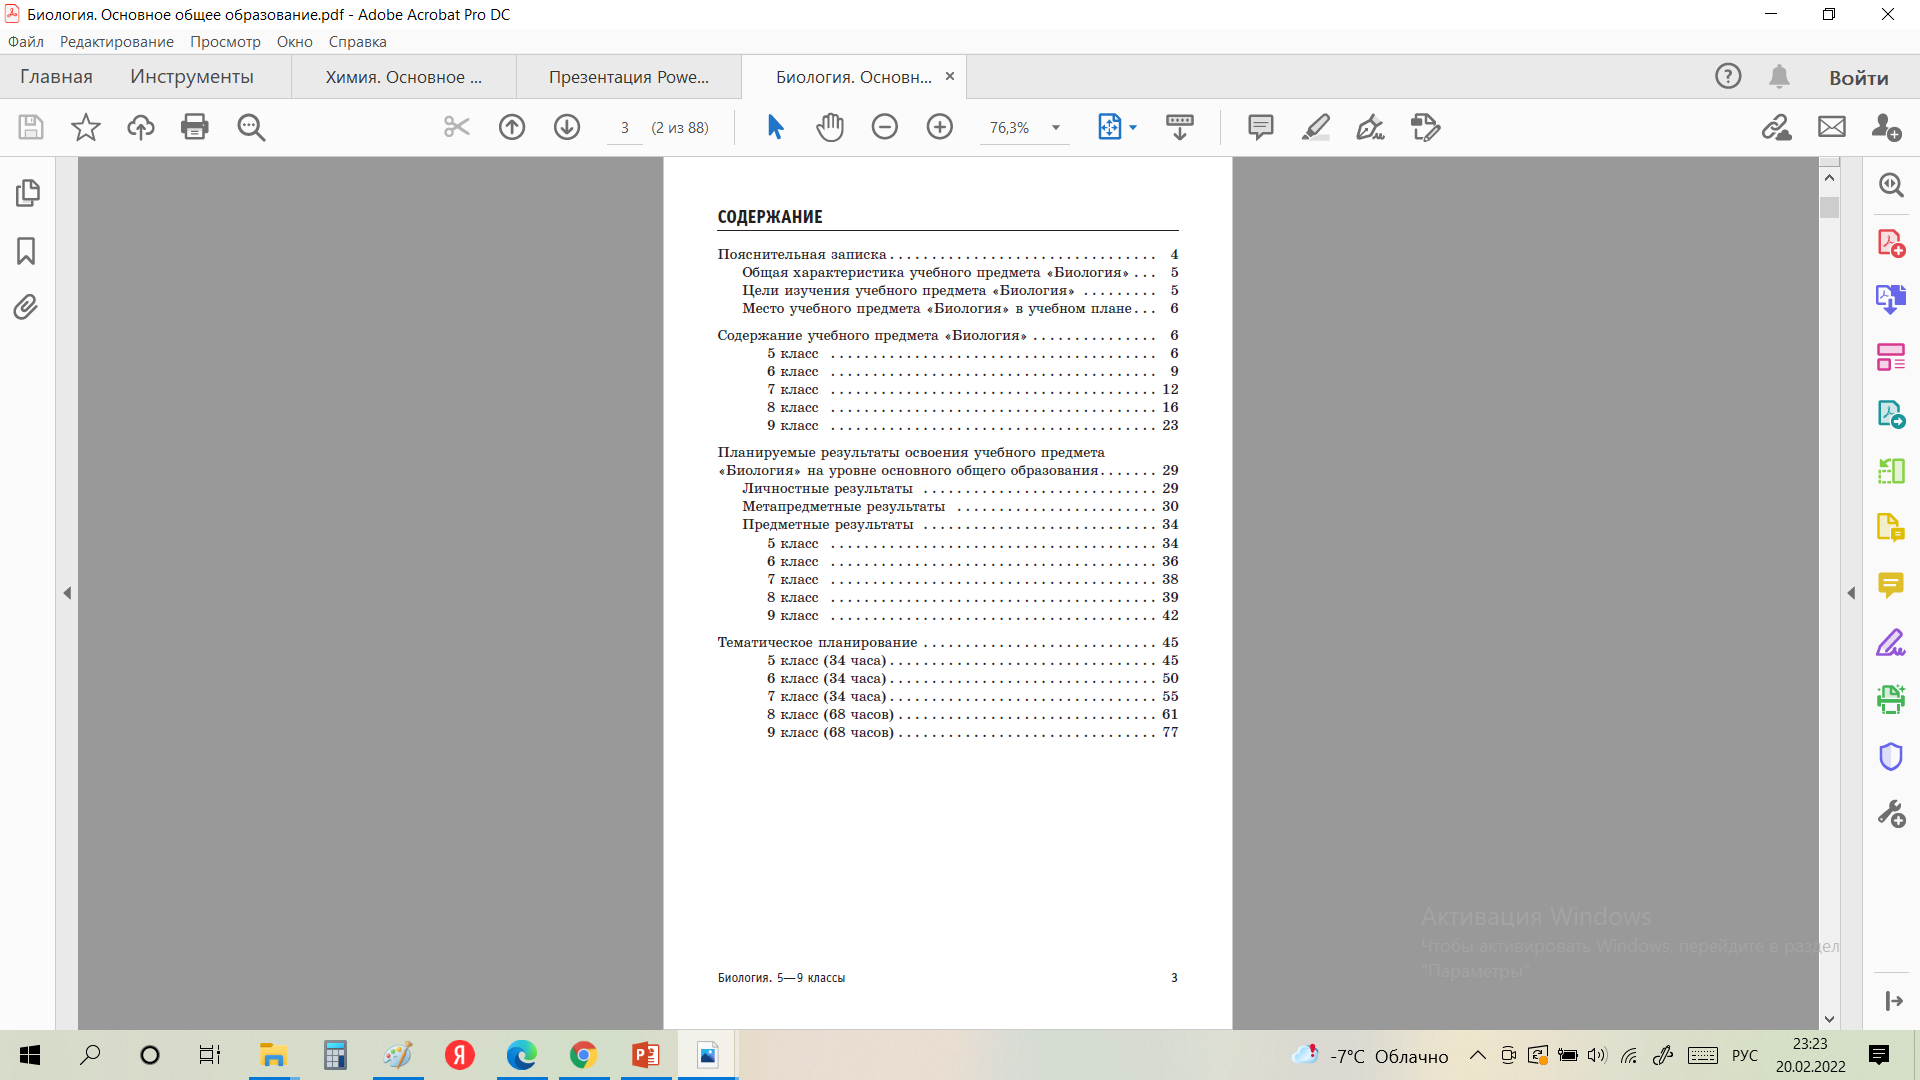 Биология. Основное общее образование.pdf - Adobe Acrobat Pro DC
Файл Редактирование Просмотр Окно Справка
Главная Инструменты Химия. Основное ... Презентация Powe... Биология. Основн... ×
Войти
3 (2 из 88) 76,3%
СОДЕРЖАНИЕ
Пояснительная записка . . . . . . . . . . . . . . . . . . . . . . . . . . . . . . . . 4
Общая характеристика учебного предмета «Биология» . . . 5
Цели изучения учебного предмета «Биология» . . . . . . . . . 5
Место учебного предмета «Биология» в учебном плане . . . 6
Содержание учебного предмета «Биология» . . . . . . . . . . . . . . . 6
5 класс . . . . . . . . . . . . . . . . . . . . . . . . . . . . . . . . . . . . . . . 6
6 класс . . . . . . . . . . . . . . . . . . . . . . . . . . . . . . . . . . . . . . . 9
7 класс . . . . . . . . . . . . . . . . . . . . . . . . . . . . . . . . . . . . . . . 12
8 класс . . . . . . . . . . . . . . . . . . . . . . . . . . . . . . . . . . . . . . . 16
9 класс . . . . . . . . . . . . . . . . . . . . . . . . . . . . . . . . . . . . . . . 23
Планируемые результаты освоения учебного предмета
«Биология» на уровне основного общего образования . . . . . . . 29
Личностные результаты . . . . . . . . . . . . . . . . . . . . . . . . . . . . 29
Метапредметные результаты . . . . . . . . . . . . . . . . . . . . . . . . 30
Предметные результаты . . . . . . . . . . . . . . . . . . . . . . . . . . . . 34
5 класс . . . . . . . . . . . . . . . . . . . . . . . . . . . . . . . . . . . . . . . 34
6 класс . . . . . . . . . . . . . . . . . . . . . . . . . . . . . . . . . . . . . . . 36
7 класс . . . . . . . . . . . . . . . . . . . . . . . . . . . . . . . . . . . . . . . 38
8 класс . . . . . . . . . . . . . . . . . . . . . . . . . . . . . . . . . . . . . . . 39
9 класс . . . . . . . . . . . . . . . . . . . . . . . . . . . . . . . . . . . . . . . 42
Тематическое планирование . . . . . . . . . . . . . . . . . . . . . . . . . . . . 45
5 класс (34 часа) . . . . . . . . . . . . . . . . . . . . . . . . . . . . . . . . 45
6 класс (34 часа) . . . . . . . . . . . . . . . . . . . . . . . . . . . . . . . . 50
7 класс (34 часа) . . . . . . . . . . . . . . . . . . . . . . . . . . . . . . . . 55
8 класс (68 часов) . . . . . . . . . . . . . . . . . . . . . . . . . . . . . . . 61
9 класс (68 часов) . . . . . . . . . . . . . . . . . . . . . . . . . . . . . . . 77
Биология. 5—9 классы 3
Активация Windows
Чтобы активировать Windows, перейдите в раздел
"Параметры".
-7°C Облачно РУС 23:23
20.02.2022